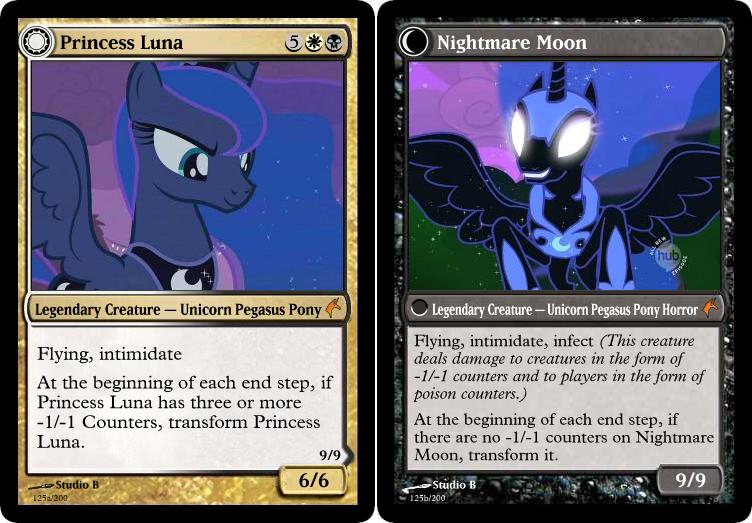 Princess Luna 5
Legendary Creature — Unicorn Pegasus Pony
Flying, intimidate
At the beginning of each end step, if
Princess Luna has three or more
-1/-1 Counters, transform Princess
Luna.
9/9
6/6
Studio B
125a/200
Nightmare Moon
ALL NEW
hub
EPISODE
Legendary Creature — Unicorn Pegasus Pony Horror
Flying, intimidate, infect (This creature
deals damage to creatures in the form of
-1/-1 counters and to players in the form of
poison counters.)
At the beginning of each end step, if
there are no -1/-1 counters on Nightmare
Moon, transform it.
9/9
Studio B
125b/200